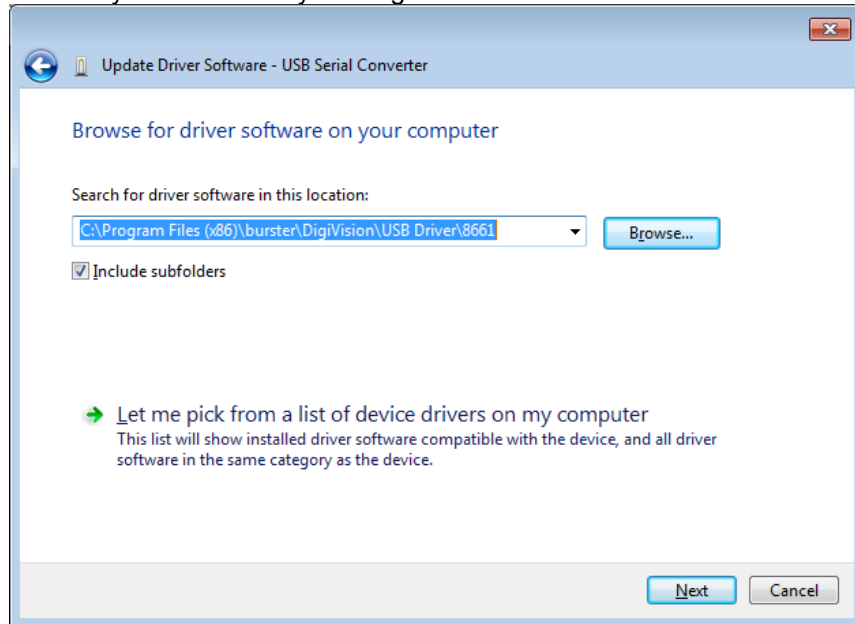 Update Driver Software - USB Serial Converter
Browse for driver software on your computer
Search for driver software in this location:
C:\Program Files (x86)\burster\DigiVision\USB Driver\8661
Browse...
Include subfolders
Let me pick from a list of device drivers on my computer
This list will show installed driver software compatible with the device, and all driver
software in the same category as the device.
Next
Cancel